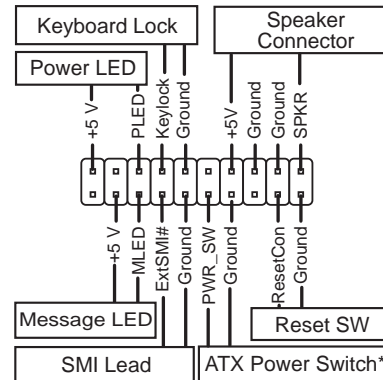 Keyboard Lock
Speaker
Connector
Power LED
+5 V
PLED
Keylock
Ground
+5V
Ground
Ground
SPKR
+5 V
MLED
ExtSMI#
Ground
PWR_SW
Ground
ResetCon
Ground
Message LED
Reset SW
SMI Lead
ATX Power Switch*